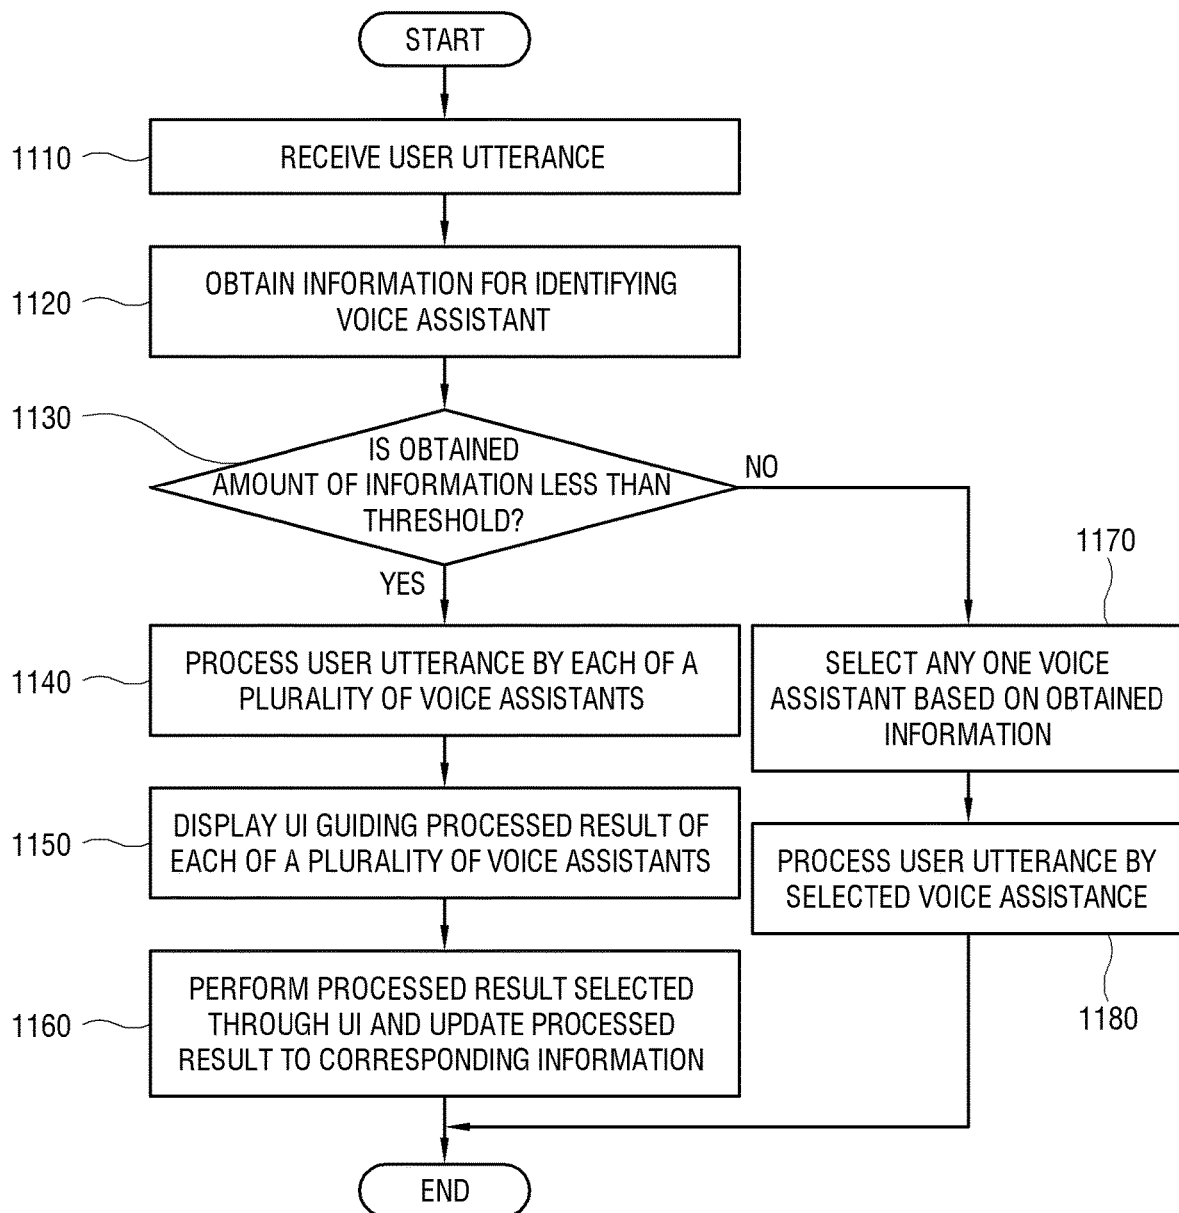 START
1110
RECEIVE USER UTTERANCE
1120
OBTAIN INFORMATION FOR IDENTIFYING
VOICE ASSISTANT
1130
IS OBTAINED
AMOUNT OF INFORMATION LESS THAN
THRESHOLD?
NO
YES
1140
PROCESS USER UTTERANCE BY EACH OF A
PLURALITY OF VOICE ASSISTANTS
1150
DISPLAY UI GUIDING PROCESSED RESULT OF
EACH OF A PLURALITY OF VOICE ASSISTANTS
1160
PERFORM PROCESSED RESULT SELECTED
THROUGH UI AND UPDATE PROCESSED
RESULT TO CORRESPONDING INFORMATION
1170
SELECT ANY ONE VOICE
ASSISTANT BASED ON OBTAINED
INFORMATION
PROCESS USER UTTERANCE BY
SELECTED VOICE ASSISTANCE
1180
END